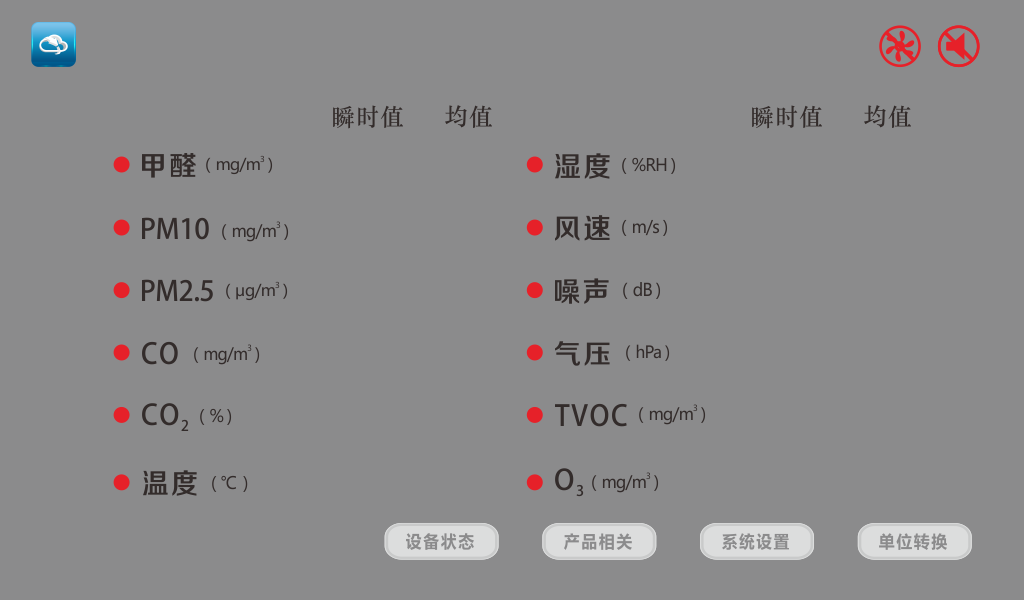 瞬时值 均值 瞬时值 均值
甲醛（mg/m³） 湿度（%RH）
PM10（mg/m³） 风速（m/s）
PM2.5（μg/m³） 噪声（dB）
CO（mg/m³） 气压（hPa）
CO₂（%） TVOC（mg/m³）
温度（℃） O₃（mg/m³）
设备状态 产品相关 系统设置 单位转换